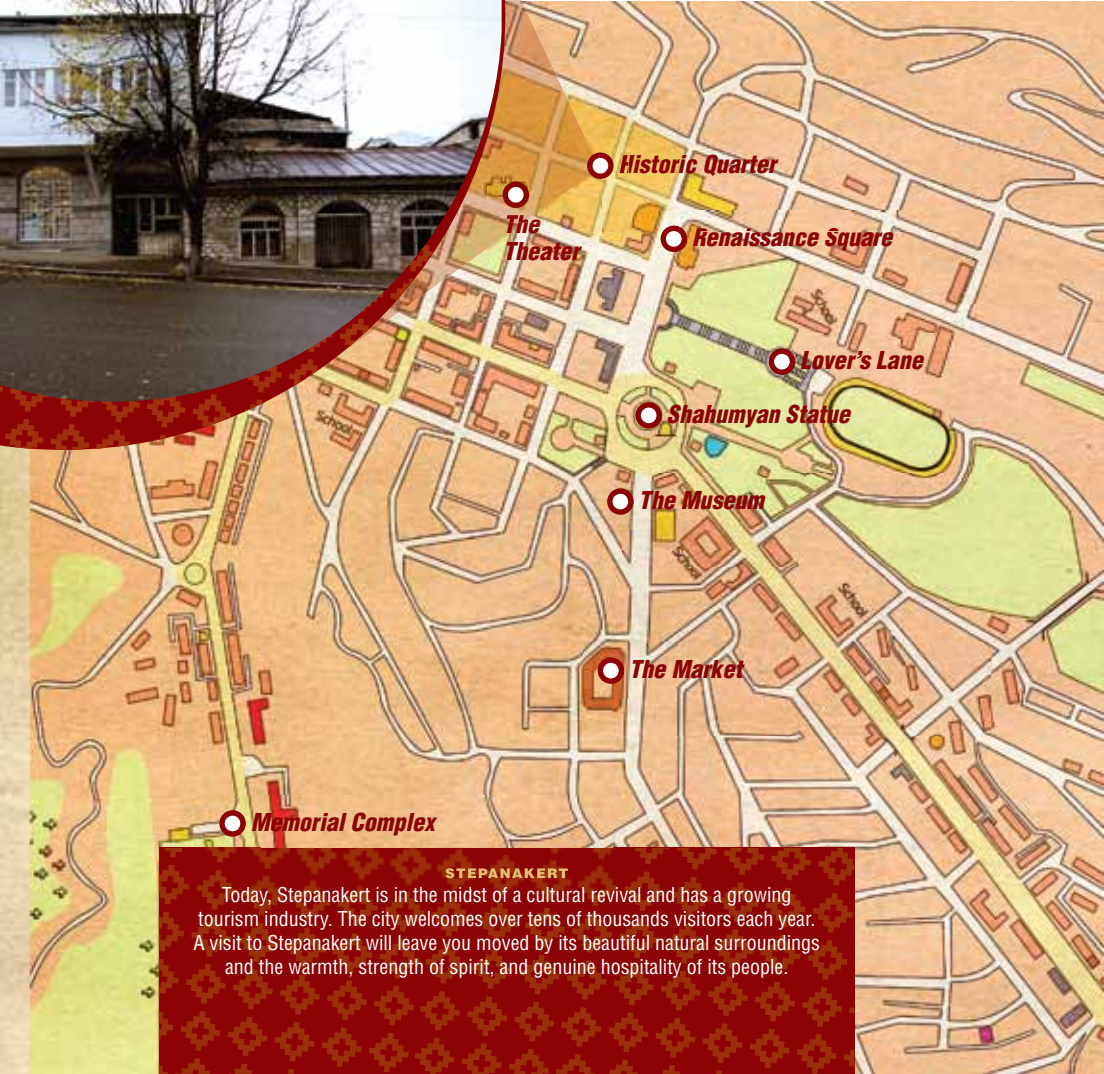 Historic Quarter
The
Theater
Renaissance Square
School
Lover's Lane
Shahumyan Statue
School
The Museum
School
School
The Market
Memorial Complex
STEPANAKERT
Today, Stepanakert is in the midst of a cultural revival and has a growing
tourism industry. The city welcomes over tens of thousands visitors each year.
A visit to Stepanakert will leave you moved by its beautiful natural surroundings
and the warmth, strength of spirit, and genuine hospitality of its people.